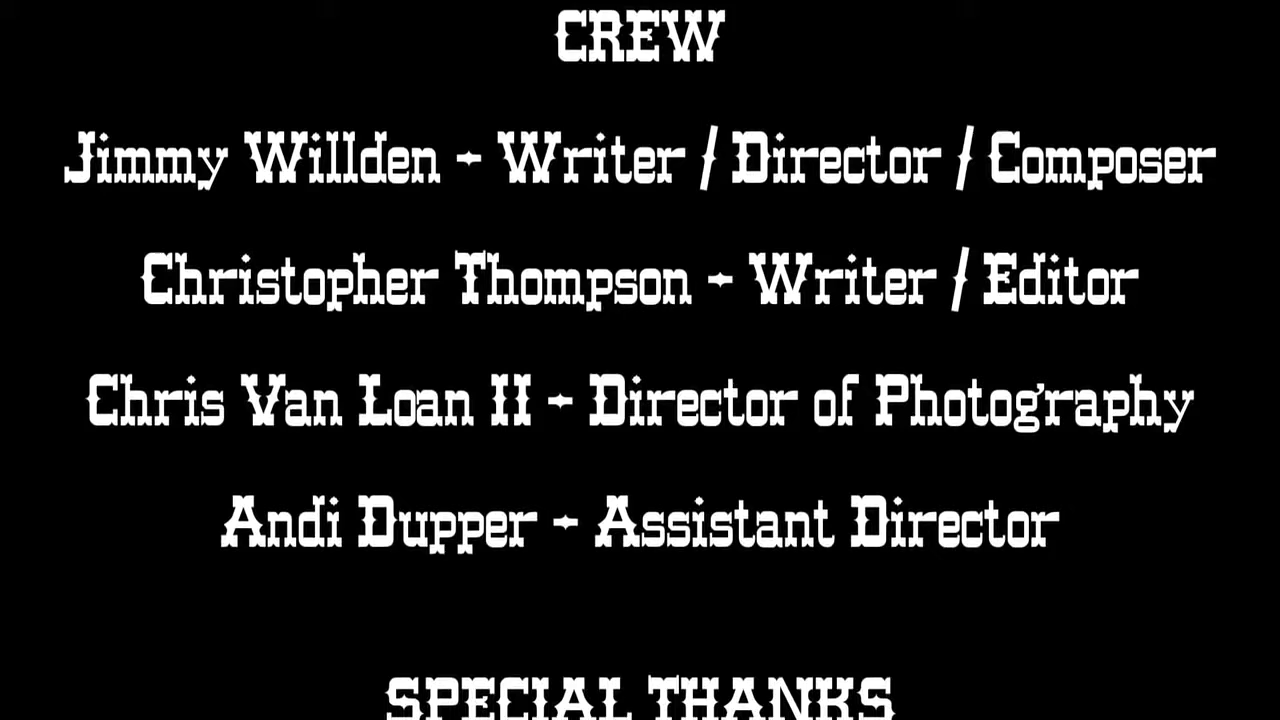 CREW
Jimmy Willden - Writer / Director / Composer
Christopher Thompson - Writer / Editor
Chris Van Loan II - Director of Photography
Andi Dupper - Assistant Director
SPECIAL THANKS